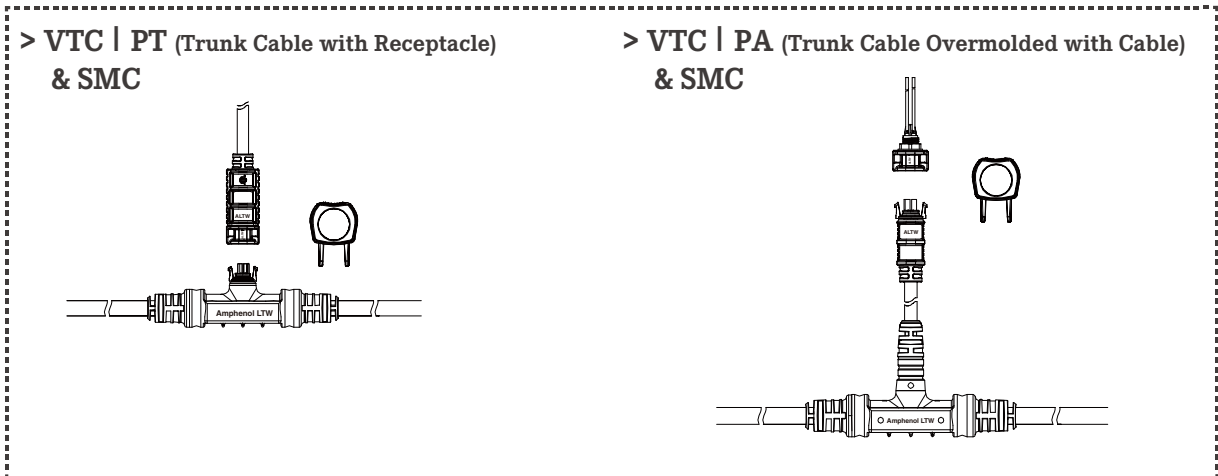 > VTC | PT (Trunk Cable with Receptacle)
& SMC
ALTW
Amphenol LTW
> VTC | PA (Trunk Cable Overmolded with Cable)
& SMC
ALTW
Amphenol LTW